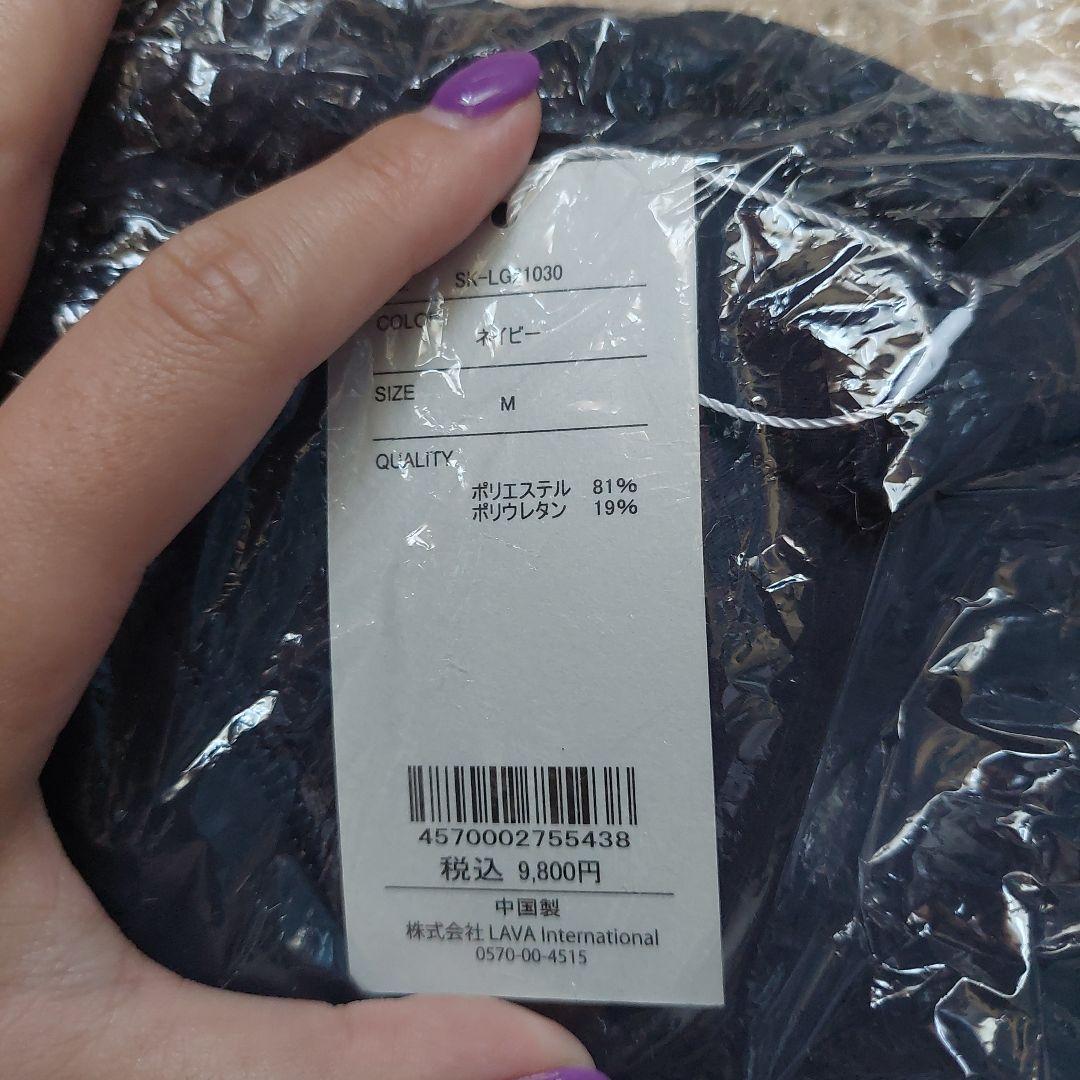 SK-LG21030
COLOR
ネイビー
SIZE
M
QUALITY
ポリエステル 81%
ポリウレタン 19%
4570002755438
税込 9,800円
中国製
株式会社 LAVA International
0570-00-4515